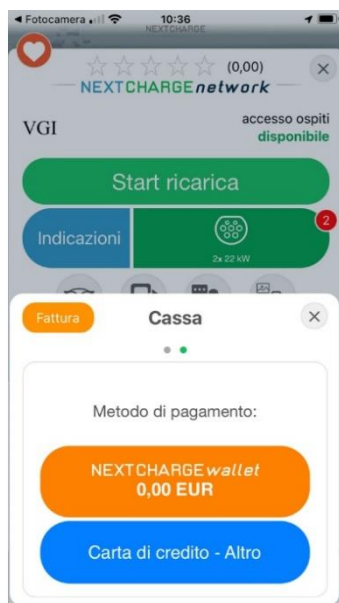 Fotocamera
10:36
NEXTCHARGE
(0,00)
NEXTCHARGEnetwork
VGI
accesso ospiti
disponibile
Start ricarica
Indicazioni
2
2x 22 kW
Fattura
Cassa
Metodo di pagamento:
NEXTCHARGEwallet
0,00 EUR
Carta di credito - Altro